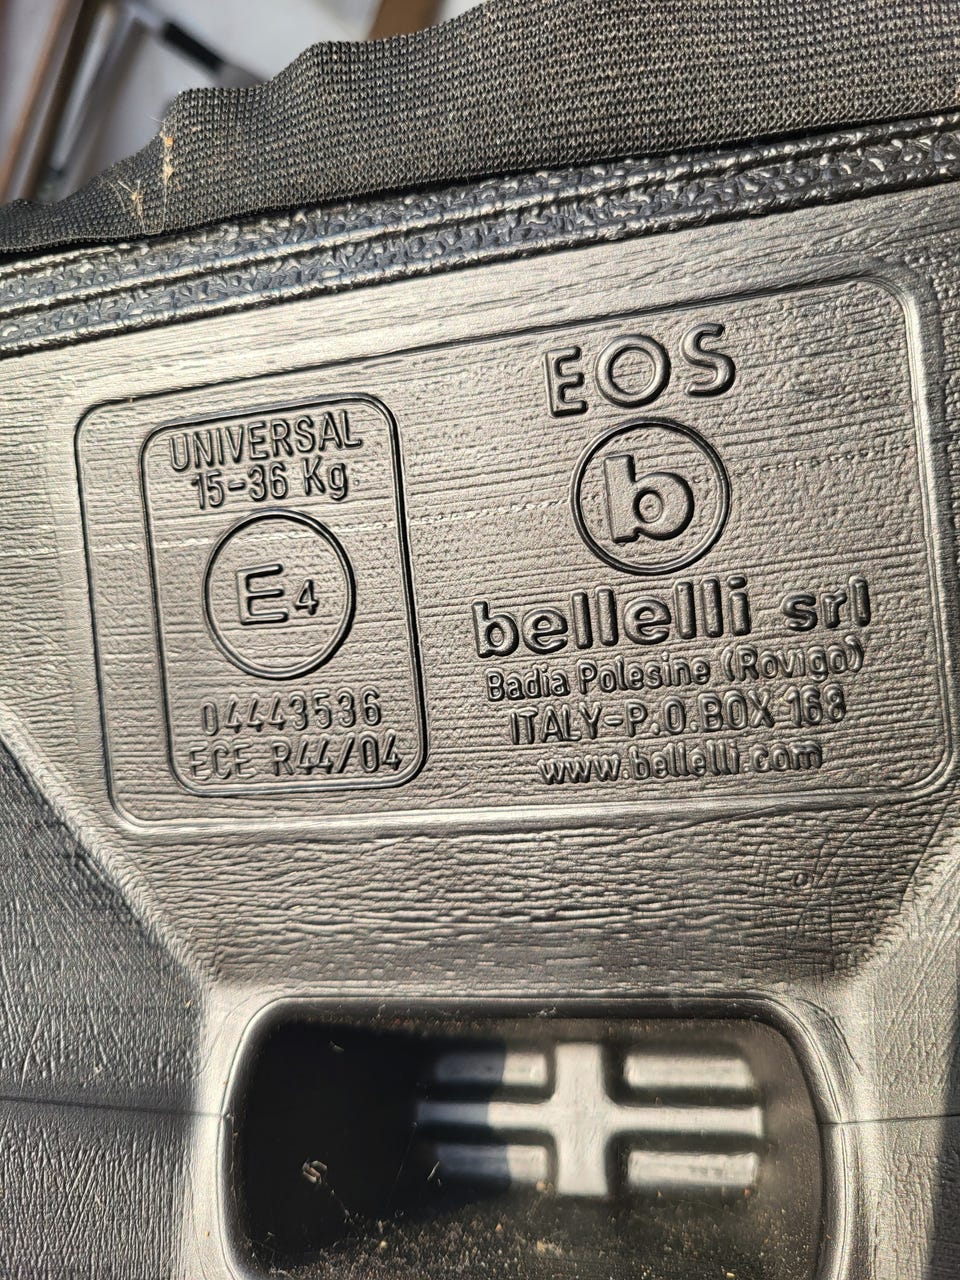 UNIVERSAL
15-36 Kg
E4
04443536
ECE R44/04
EOS
b
bellelli srl
Badia Polesine (Rovigo)
ITALY-P.O.BOX 168
www.bellelli.com